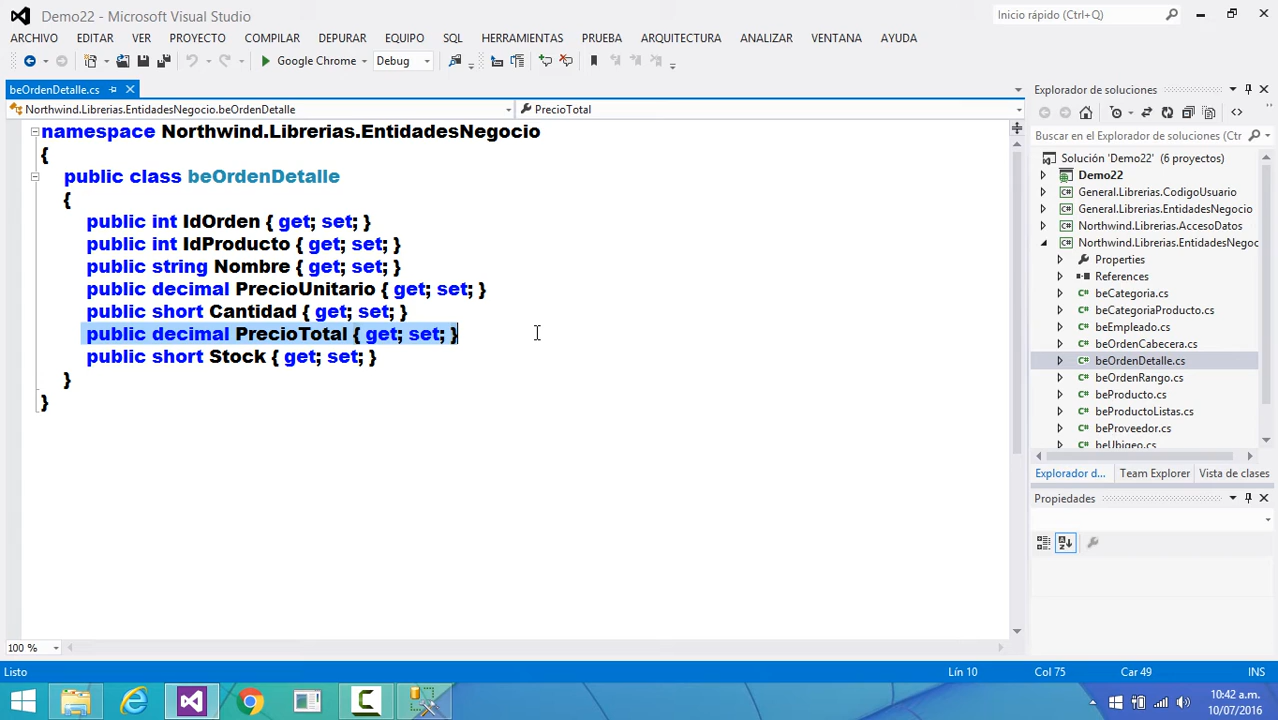 Demo22 - Microsoft Visual Studio
Inicio rápido (Ctrl+Q)
ARCHIVO EDITAR VER PROYECTO COMPILAR DEPURAR EQUIPO SQL HERRAMIENTAS PRUEBA ARQUITECTURA ANALIZAR VENTANA AYUDA
Google Chrome Debug
beOrdenDetalle.cs
Northwind.Librerias.EntidadesNegocio.beOrdenDetalle PrecioTotal
namespace Northwind.Librerias.EntidadesNegocio
{
public class beOrdenDetalle
{
public int IdOrden { get; set; }
public int IdProducto { get; set; }
public string Nombre { get; set; }
public decimal PrecioUnitario { get; set; }
public short Cantidad { get; set; }
public decimal PrecioTotal { get; set; }
public short Stock { get; set; }
}
}
100 %
Explorador de soluciones
Buscar en el Explorador de soluciones (Ctr
Solución 'Demo22' (6 proyectos)
Demo22
General.Librerias.CodigoUsuario
General.Librerias.EntidadesNegocio
Northwind.Librerias.AccesoDatos
Northwind.Librerias.EntidadesNegoc
Properties
References
beCategoria.cs
beCategoriaProducto.cs
beEmpleado.cs
beOrdenCabecera.cs
beOrdenDetalle.cs
beOrdenRango.cs
beProducto.cs
beProductoListas.cs
beProveedor.cs
beUbigeo.cs
Explorador d... Team Explorer Vista de clases
Propiedades
Listo Lín 10 Col 75 Car 49 INS
10:42 a.m.
10/07/2016